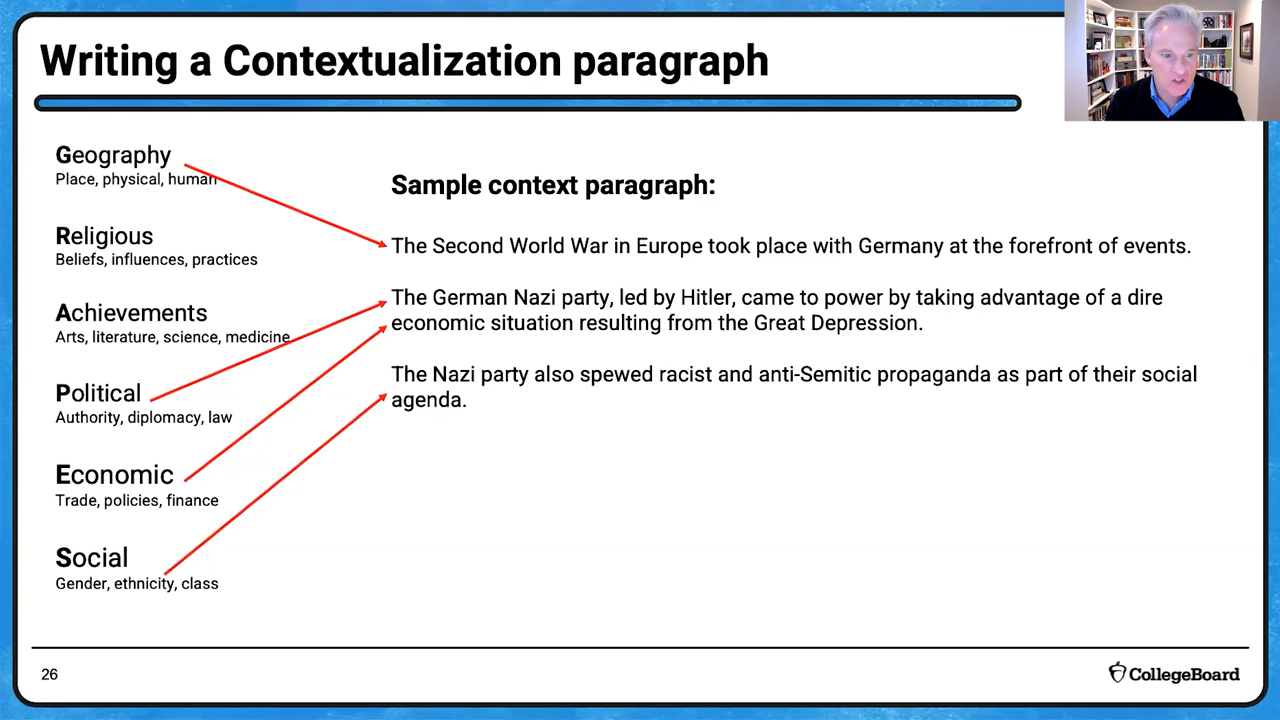 Writing a Contextualization paragraph
Geography
Place, physical, human
Religious
Beliefs, influences, practices
Achievements
Arts, literature, science, medicine
Political
Authority, diplomacy, law
Economic
Trade, policies, finance
Social
Gender, ethnicity, class
Sample context paragraph:
The Second World War in Europe took place with Germany at the forefront of events.
The German Nazi party, led by Hitler, came to power by taking advantage of a dire
economic situation resulting from the Great Depression.
The Nazi party also spewed racist and anti-Semitic propaganda as part of their social
agenda.
26
CollegeBoard